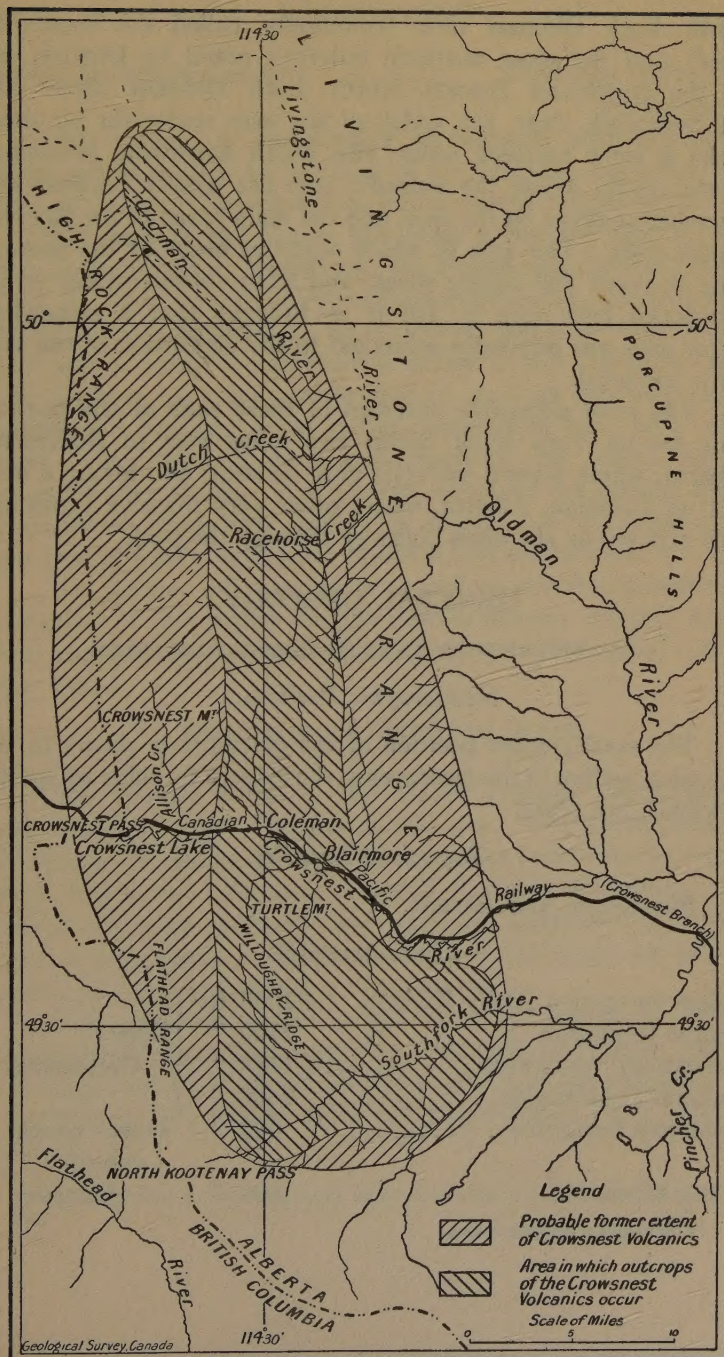 114°30'
LIVINGSTONE RANGE
Livingstone River
HIGH ROCK RANGE
Oldman River
50°
50°
PORCUPINE HILLS
Dutch Creek
Racehorse Creek
Oldman River
CROWSNEST MT
Allison Cr
CROWSNEST PASS
Canadian Pacific Railway (Crowsnest Branch)
Coleman
Crowsnest Lake
Crowsnest River
Blairmore
TURTLE MT
WILLOUGHBY RIDGE
FLATHEAD RANGE
49°30'
49°30'
Southfork River
Pincher
NORTH KOOTENAY PASS
Flathead River
ALBERTA
BRITISH COLUMBIA
Legend
Probable former extent
of Crowsnest Volcanics
Area in which outcrops
of the Crowsnest
Volcanics occur
Scale of Miles
0 5 10
Geological Survey, Canada
114°30'